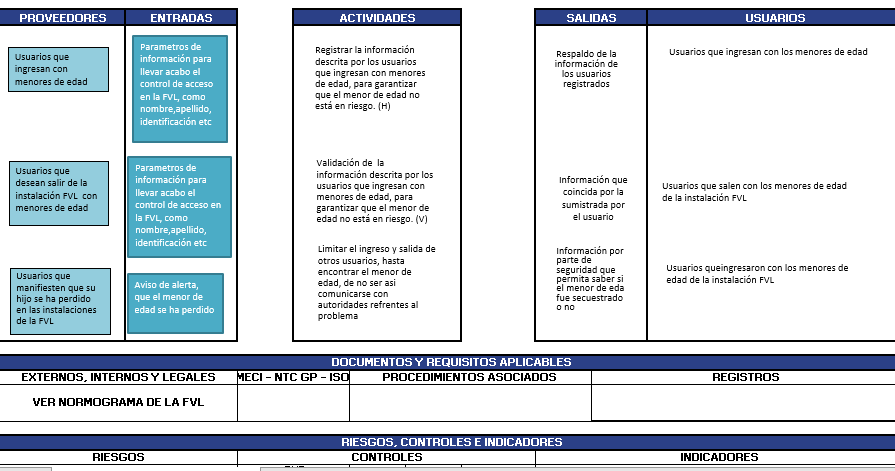 PROVEEDORES
ENTRADAS
ACTIVIDADES
SALIDAS
USUARIOS
Usuarios que
ingresan con
menores de edad
Parametros de
información para
llevar acabo el
control de acceso
en la FVL, como
nombre,apellido,
identificación etc
Registrar la información
descrita por los usuarios
que ingresan con menores
de edad, para garantizar
que el menor de edad no
está en riesgo. (H)
Respaldo de la
información de
los usuarios
registrados
Usuarios que ingresan con los menores de edad
Usuarios que
desean salir de la
instalación FVL con
menores de edad
Parametros de
información para
llevar acabo el
control de acceso en
la FVL, como
nombre,apellido,
identificación etc
Validación de la
información descrita por los
usuarios que ingresan con
menores de edad, para
garantizar que el menor de
edad no está en riesgo. (V)
Información que
coincida por la
sumistrada por
el usuario
Usuarios que salen con los menores de edad
de la instalación FVL
Usuarios que
manifiesten que su
hijo se ha perdido
en las instalaciones
de la FVL
Aviso de alerta,
que el menor de
edad se ha perdido
Limitar el ingreso y salida de
otros usuarios, hasta
encontrar el menor de
edad, de no ser asi
comunicarse con
autoridades refrentes al
problema
Información por
parte de
seguridad que
permita saber si
el menor de eda
fue secuestrado
o no
Usuarios queingresaron con los menores de
edad de la instalación FVL
DOCUMENTOS Y REQUISITOS APLICABLES
EXTERNOS, INTERNOS Y LEGALES
MECI - NTC GP - ISO
PROCEDIMIENTOS ASOCIADOS
REGISTROS
VER NORMOGRAMA DE LA FVL
RIESGOS, CONTROLES E INDICADORES
RIESGOS
CONTROLES
INDICADORES